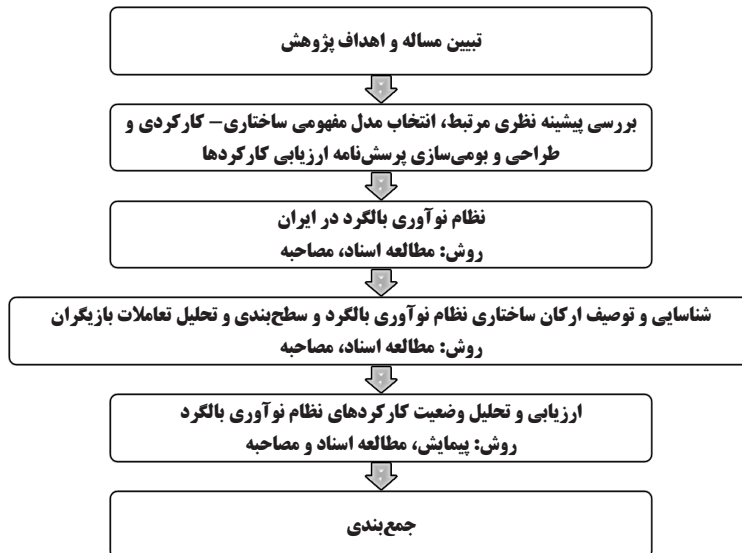 تبیین مساله و اهداف پژوهش
بررسی پیشینه نظری مرتبط، انتخاب مدل مفهومی ساختاری– کارکردی و
طراحی و بومی‌سازی پرسش‌نامه ارزیابی کارکردها
نظام نوآوری بالگرد در ایران
روش: مطالعه اسناد، مصاحبه
شناسایی و توصیف ارکان ساختاری نظام نوآوری بالگرد و سطح‌بندی و تحلیل تعاملات بازیگران
روش: مطالعه اسناد، مصاحبه
ارزیابی و تحلیل وضعیت کارکردهای نظام نوآوری بالگرد
روش: پیمایش، مطالعه اسناد و مصاحبه
جمع‌بندی